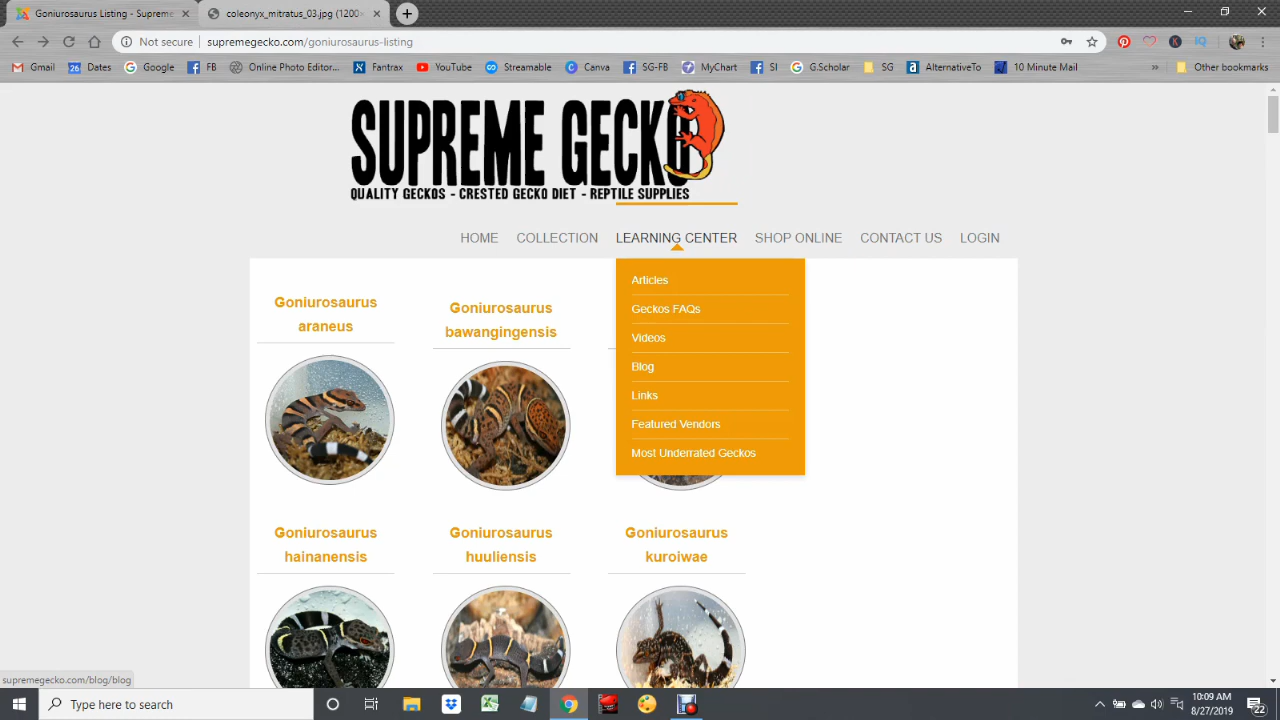 Goniurosaurus Listing - Supreme
coleonyx_mitratus_03.jpg (1200
Not secure supremegecko.com/goniurosaurus-listing
Gmail 26 Dates Google FB Online Photo Editor... Fantrax YouTube Streamable Canva SG-FB MyChart SI G.Scholar SG AlternativeTo 10 Minute Mail » Other bookmarks
SUPREME GECKO
QUALITY GECKOS - CRESTED GECKO DIET - REPTILE SUPPLIES
HOME COLLECTION LEARNING CENTER SHOP ONLINE CONTACT US LOGIN
Articles
Geckos FAQs
Videos
Blog
Links
Featured Vendors
Most Underrated Geckos
Goniurosaurus
araneus
Goniurosaurus
bawangingensis
Goniurosaurus
hainanensis
Goniurosaurus
huuliensis
Goniurosaurus
kuroiwae
supremegecko.com/blog/blog
Type here to search
10:09 AM
8/27/2019
22